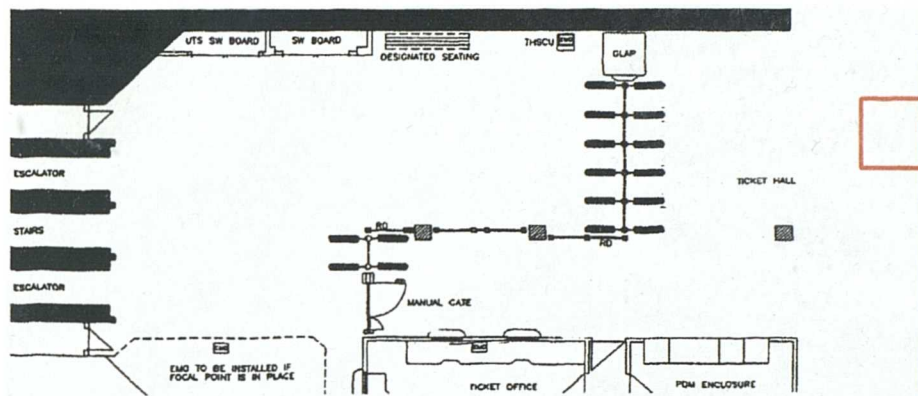 UTS SW BOARD
SW BOARD
DESIGNATED SEATING
THSCU
GLAP
ESCALATOR
TICKET HALL
STAIRS
RD
RD
ESCALATOR
MANUAL GATE
EMO TO BE INSTALLED IF
FOCAL POINT IS IN PLACE
TICKET OFFICE
POM ENCLOSURE